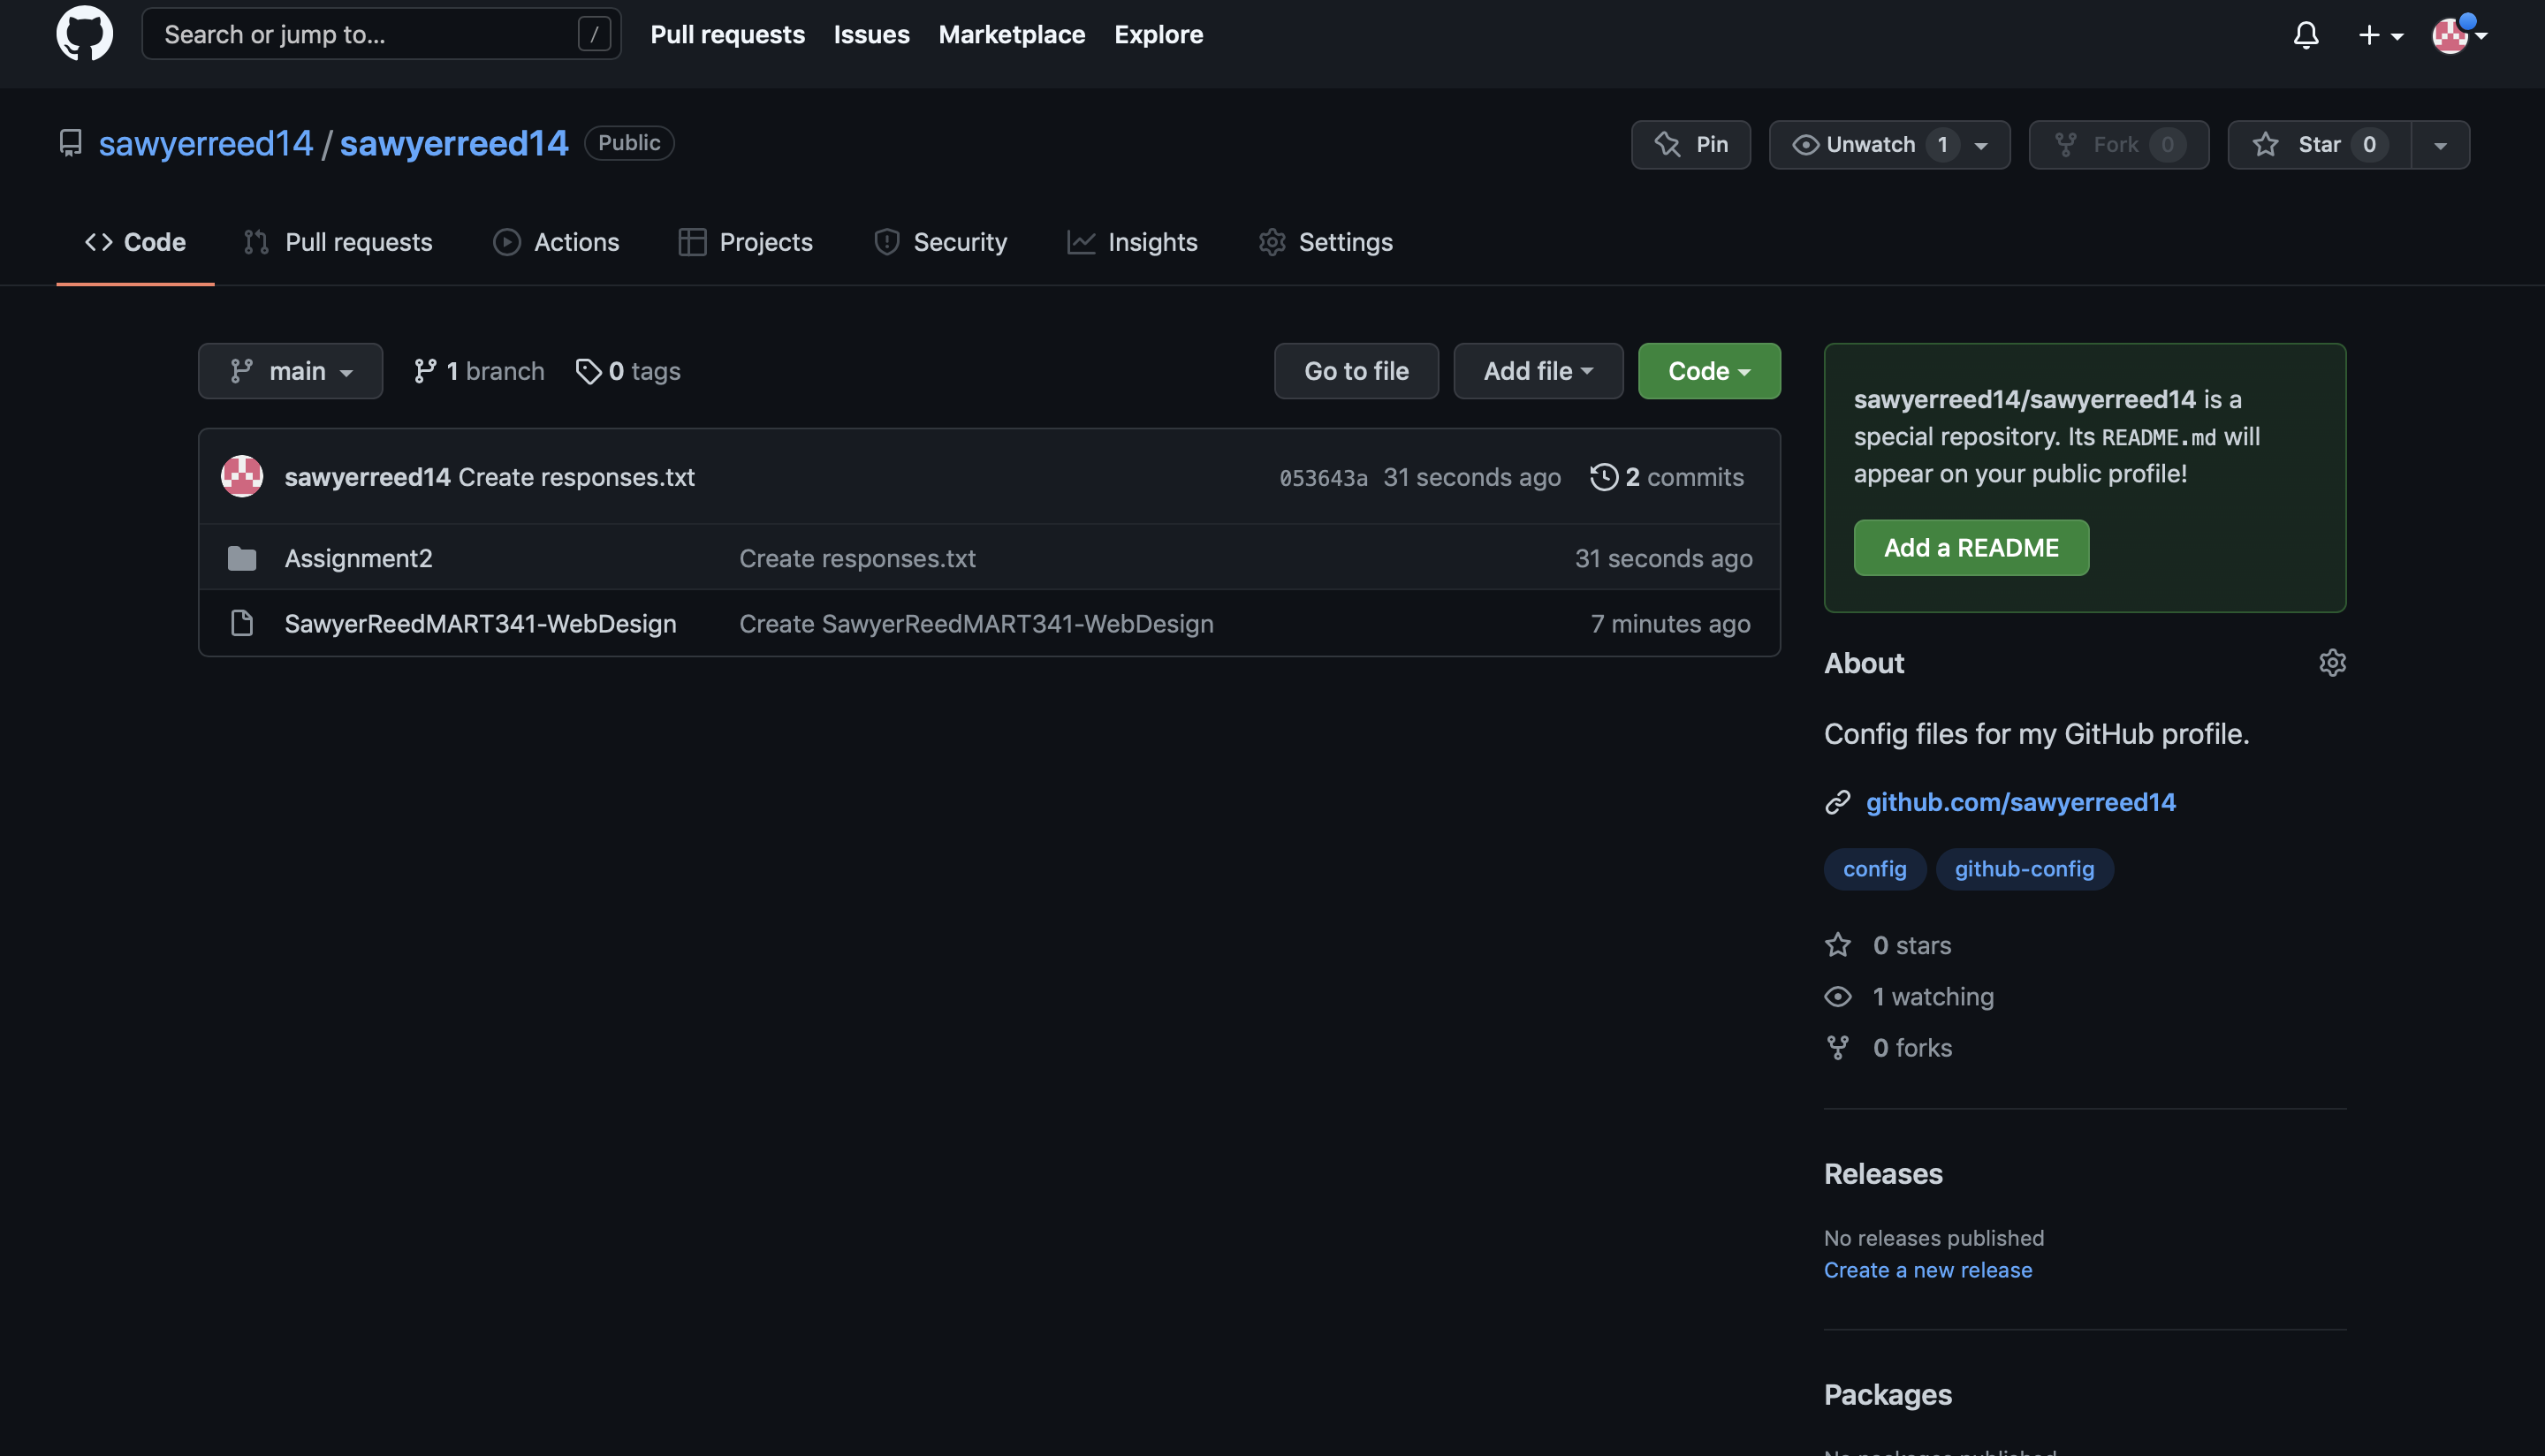 Search or jump to... /
Pull requests Issues Marketplace Explore
sawyerreed14 / sawyerreed14 Public
Pin Unwatch 1 Fork 0 Star 0
Code Pull requests Actions Projects Security Insights Settings
main 1 branch 0 tags
Go to file Add file Code
sawyerreed14 Create responses.txt 053643a 31 seconds ago 2 commits
Assignment2 Create responses.txt 31 seconds ago
SawyerReedMART341-WebDesign Create SawyerReedMART341-WebDesign 7 minutes ago
sawyerreed14/sawyerreed14 is a
special repository. Its README.md will
appear on your public profile!
Add a README
About
Config files for my GitHub profile.
github.com/sawyerreed14
config github-config
0 stars
1 watching
0 forks
Releases
No releases published
Create a new release
Packages
No packages published